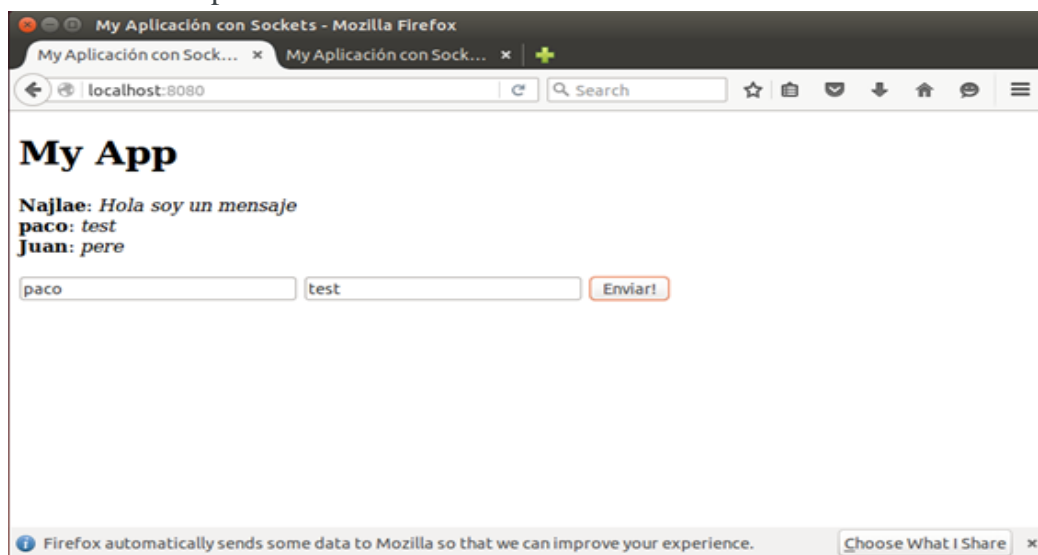 My Aplicación con Sockets - Mozilla Firefox
My Aplicación con Sock... × My Aplicación con Sock... ×
localhost:8080 Search
My App
Najlae: Hola soy un mensaje
paco: test
Juan: pere
paco test Enviar!
Firefox automatically sends some data to Mozilla so that we can improve your experience. Choose What I Share ×